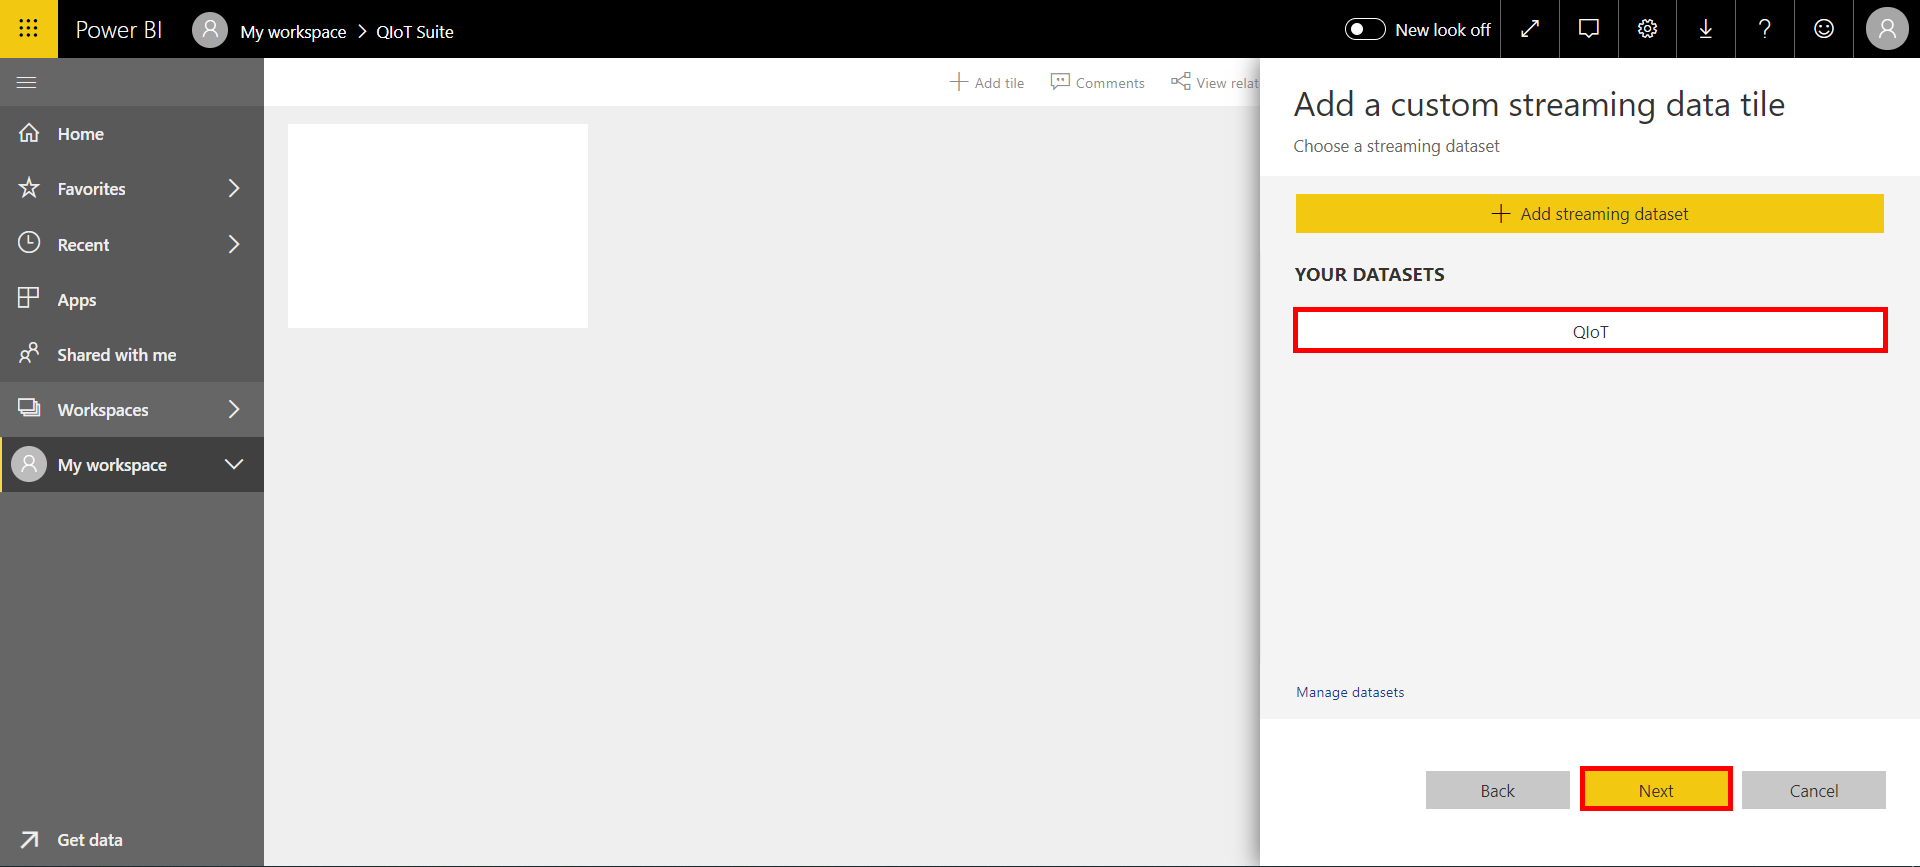 Power BI
My workspace > QIoT Suite
New look off
Add tile
Comments
View relat
Home
Favorites
Recent
Apps
Shared with me
Workspaces
My workspace
Get data
Add a custom streaming data tile
Choose a streaming dataset
Add streaming dataset
YOUR DATASETS
QIoT
Manage datasets
Back
Next
Cancel